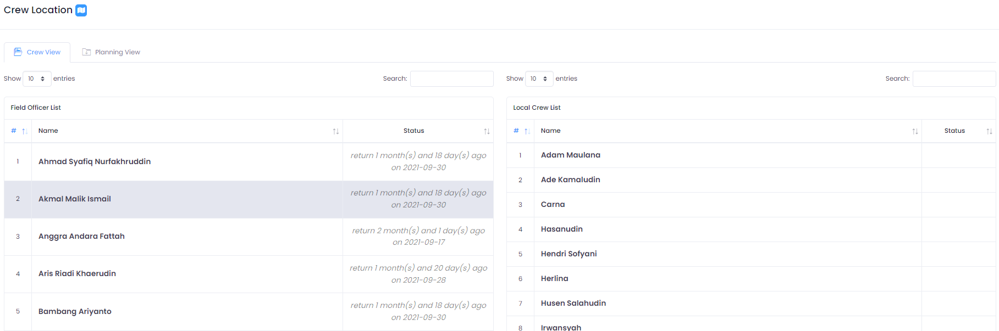 Crew Location
Crew View
Planning View
Show 10 entries
Search:
Field Officer List
# Name Status
1 Ahmad Syafiq Nurfakhruddin return 1 month(s) and 18 day(s) ago
on 2021-09-30
2 Akmal Malik Ismail return 1 month(s) and 18 day(s) ago
on 2021-09-30
3 Anggra Andara Fattah return 2 month(s) and 1 day(s) ago
on 2021-09-17
4 Aris Riadi Khaerudin return 1 month(s) and 20 day(s) ago
on 2021-09-28
5 Bambang Ariyanto return 1 month(s) and 18 day(s) ago
on 2021-09-30
Show 10 entries
Search:
Local Crew List
# Name Status
1 Adam Maulana
2 Ade Kamaludin
3 Carna
4 Hasanudin
5 Hendri Sofyani
6 Herlina
7 Husen Salahudin
8 Irwansyah